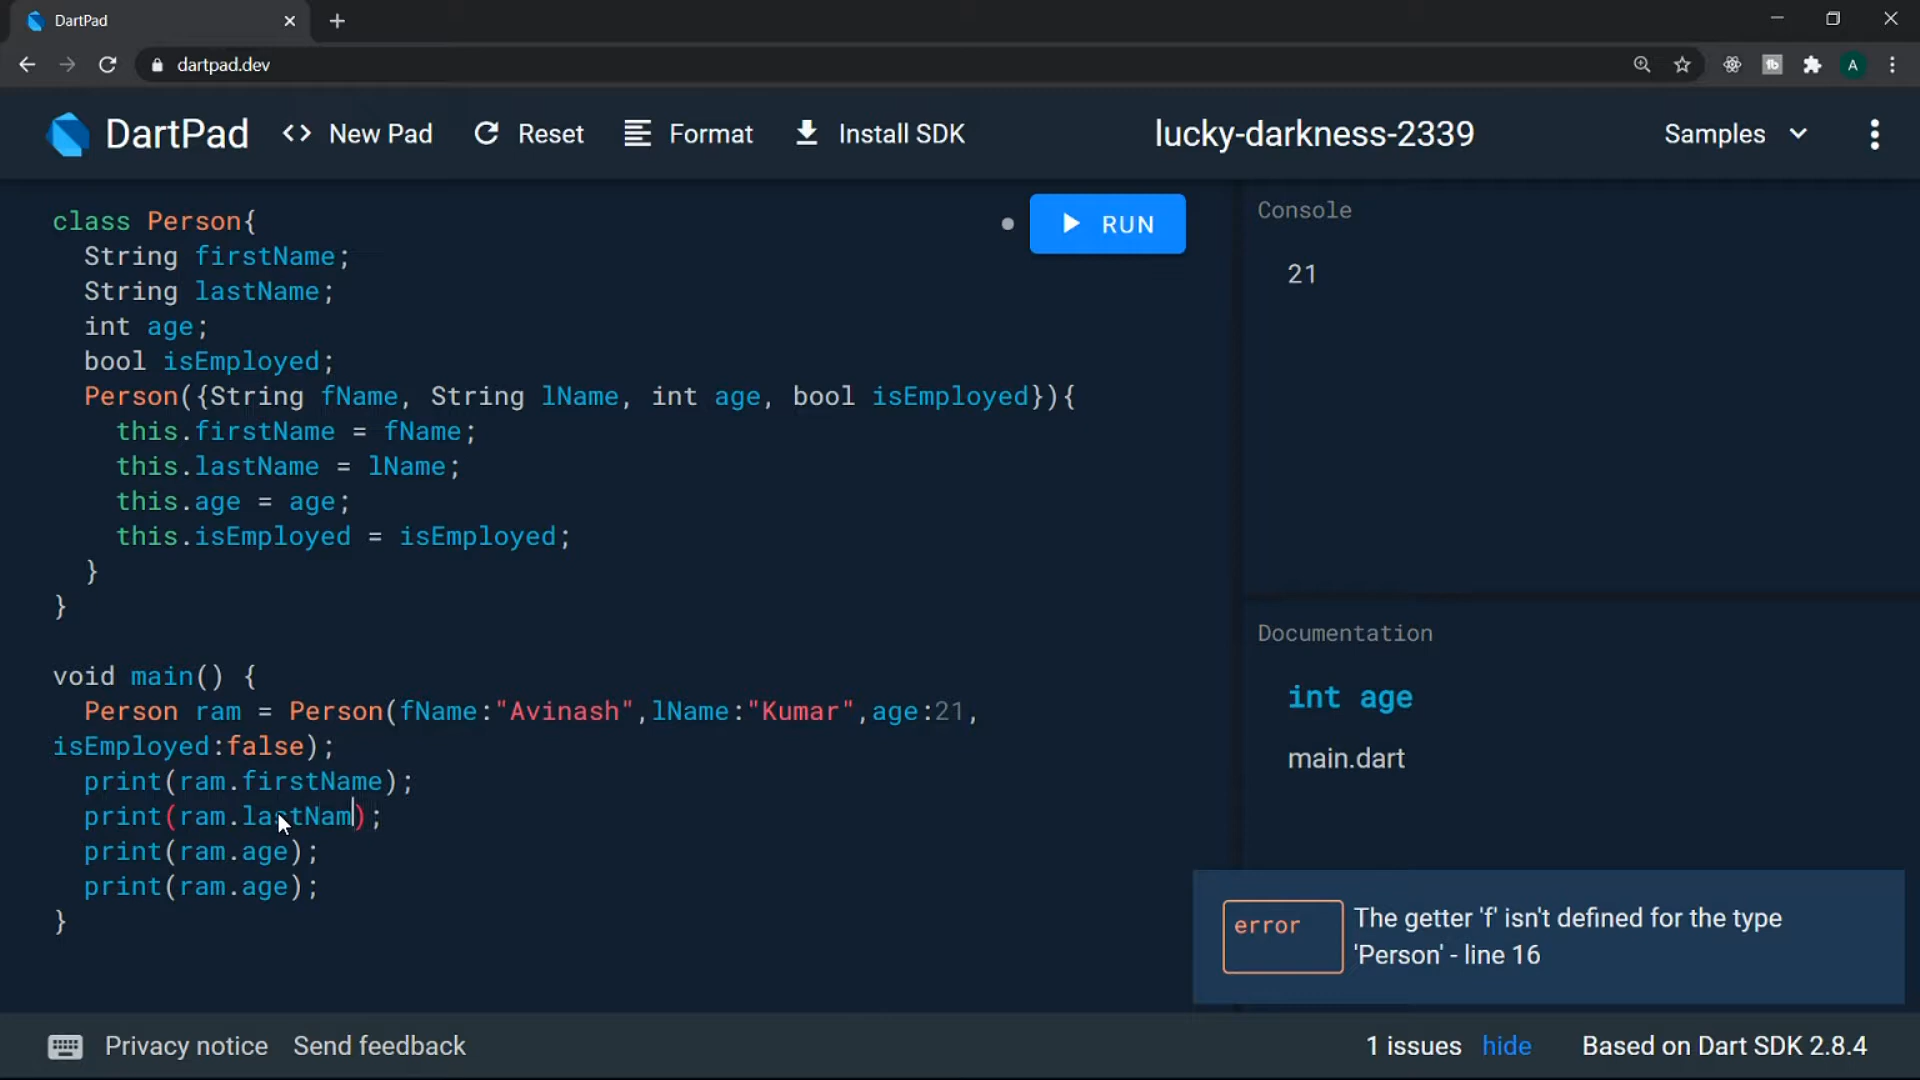 DartPad
dartpad.dev
A
DartPad
<> New Pad
Reset
Format
Install SDK
lucky-darkness-2339
Samples
class Person{
String firstName;
String lastName;
int age;
bool isEmployed;
Person({String fName, String lName, int age, bool isEmployed}){
this.firstName = fName;
this.lastName = lName;
this.age = age;
this.isEmployed = isEmployed;
}
}
void main() {
Person ram = Person(fName:"Avinash",lName:"Kumar",age:21,
isEmployed:false);
print(ram.firstName);
print(ram.lastNam);
print(ram.age);
print(ram.age);
}
RUN
Console
21
Documentation
int age
main.dart
error
The getter 'f' isn't defined for the type
'Person' - line 16
Privacy notice
Send feedback
1 issues
hide
Based on Dart SDK 2.8.4